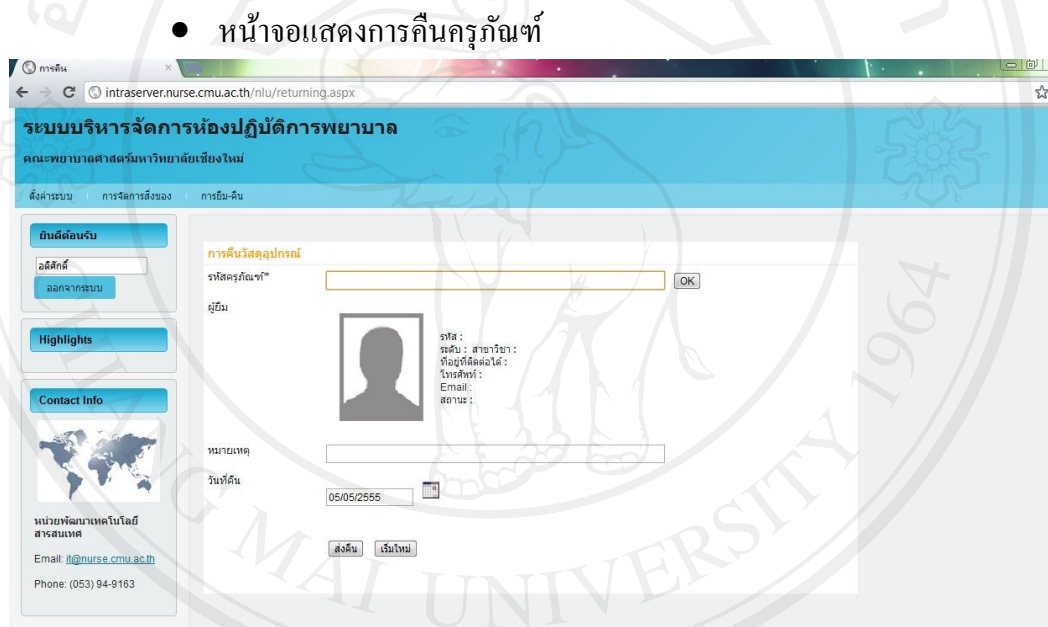 ● หน้าจอแสดงการคืนครุภัณฑ์
การคืน
intraserver.nurse.cmu.ac.th/nlu/returning.aspx
ระบบบริหารจัดการห้องปฏิบัติการพยาบาล
คณะพยาบาลศาสตร์มหาวิทยาลัยเชียงใหม่
ตั้งค่าระบบ การจัดการสิ่งของ การยืม-คืน
ยินดีต้อนรับ
อดิศักดิ์
ออกจากระบบ
Highlights
Contact Info
หน่วยพัฒนาเทคโนโลยี
สารสนเทศ
Email: it@nurse.cmu.ac.th
Phone: (053) 94-9163
การคืนวัสดุอุปกรณ์
รหัสครุภัณฑ์* OK
ผู้ยืม
รหัส :
ระดับ : สาขาวิชา :
ที่อยู่ที่ติดต่อได้ :
โทรศัพท์ :
Email :
สถานะ :
หมายเหตุ
วันที่คืน
05/05/2555
ส่งคืน เริ่มใหม่
CHIANG MAI UNIVERSITY 1964